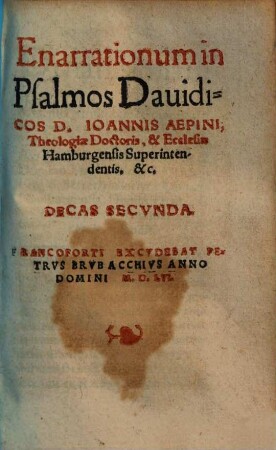 Enarrationum in
Psalmos Dauidi=
COS D. IOANNIS AEPINI,
Theologiæ Doctoris, & Ecclesiæ
Hamburgensis Superinten-
dentis. &c.
DECAS SECVNDA.
FRANCOFORTI EXCVDEBAT PE-
TRVS BRVBACCHIVS ANNO
DOMINI M. D. LVI.